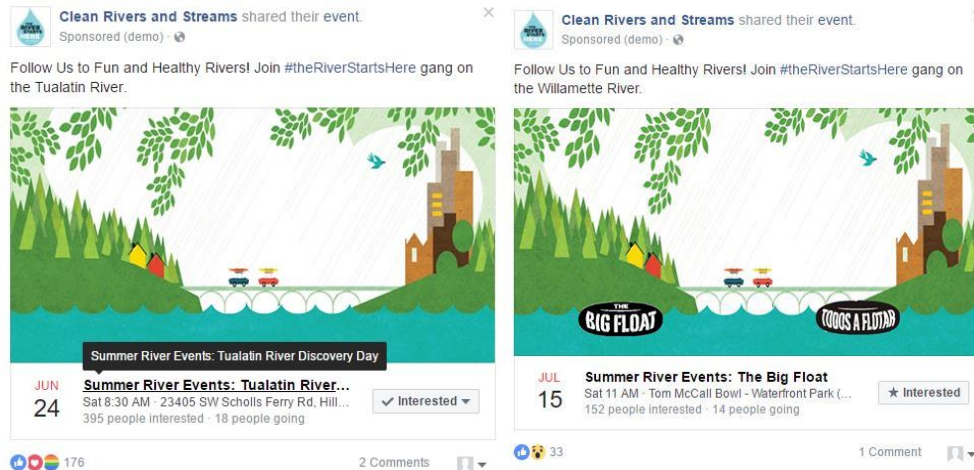 Clean Rivers and Streams shared their event.
Sponsored (demo) ·
Follow Us to Fun and Healthy Rivers! Join #theRiverStartsHere gang on
the Tualatin River.
Summer River Events: Tualatin River Discovery Day
JUN
24
Summer River Events: Tualatin River...
Sat 8:30 AM · 23405 SW Scholls Ferry Rd, Hill...
395 people interested · 18 people going
Interested
176
2 Comments
THE RIVER STARTS HERE
Clean Rivers and Streams shared their event.
Sponsored (demo) ·
Follow Us to Fun and Healthy Rivers! Join #theRiverStartsHere gang on
the Willamette River.
THE
BIG FLOAT
TODOS A FLOTAR
JUL
15
Summer River Events: The Big Float
Sat 11 AM · Tom McCall Bowl - Waterfront Park (...
152 people interested · 14 people going
Interested
33
1 Comment